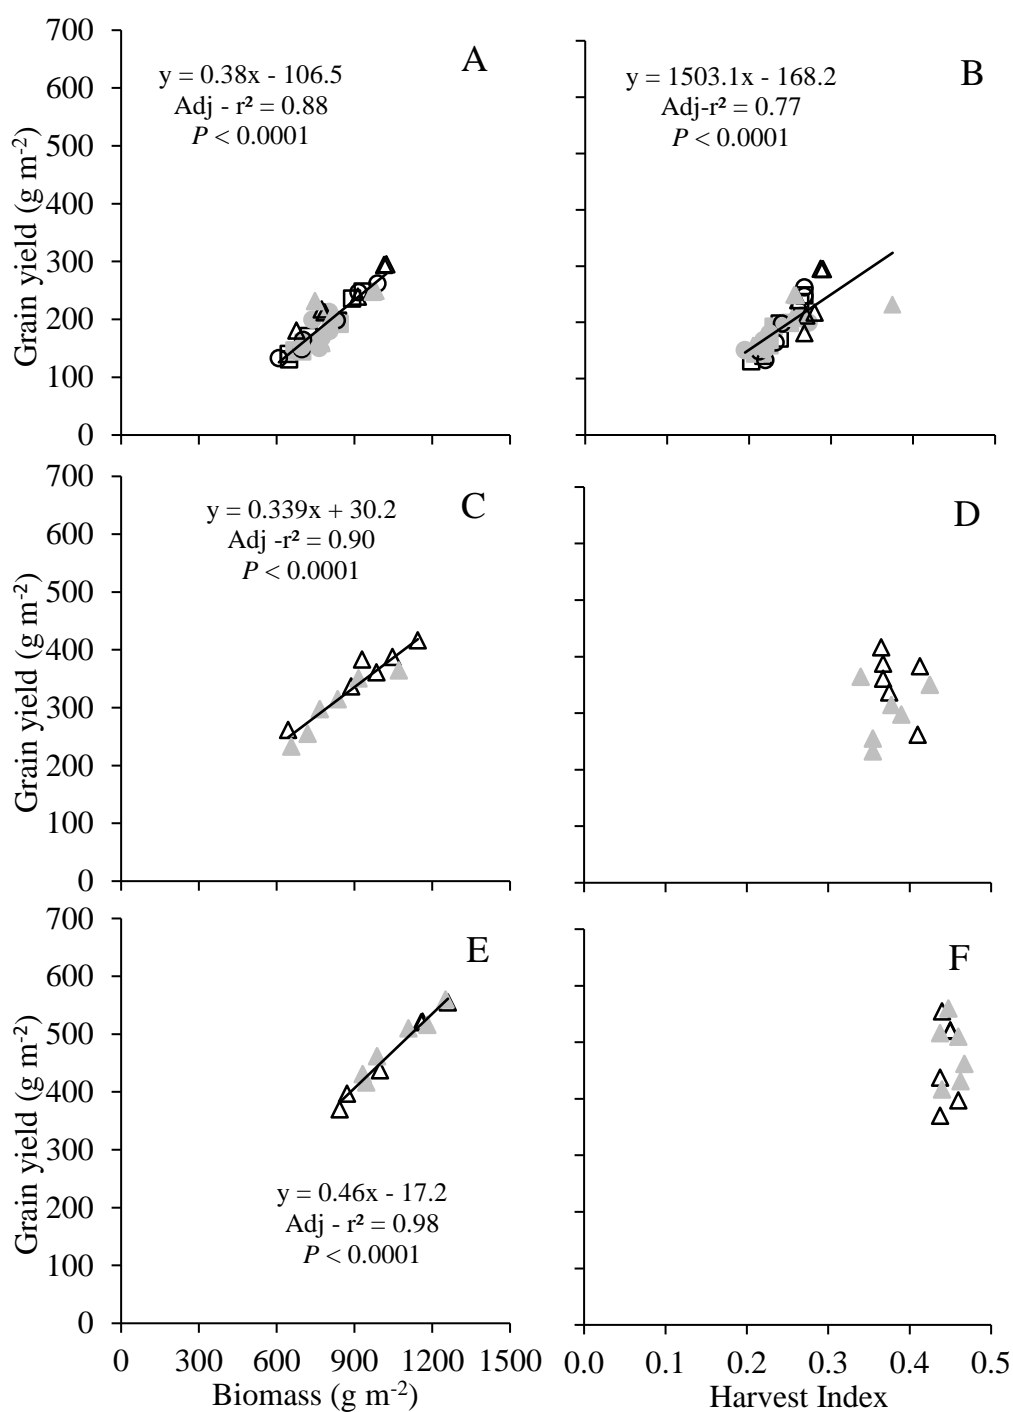 700
600
500
400
300
200
100
0
Grain yield (g m-2)
y = 0.38x - 106.5
Adj - r² = 0.88
P < 0.0001
A
y = 1503.1x - 168.2
Adj-r² = 0.77
P < 0.0001
B
700
600
500
400
300
200
100
0
Grain yield (g m-2)
y = 0.339x + 30.2
Adj -r² = 0.90
P < 0.0001
C
D
700
600
500
400
300
200
100
0
Grain yield (g m-2)
E
y = 0.46x - 17.2
Adj - r² = 0.98
P < 0.0001
F
0 300 600 900 1200 1500
Biomass (g m-2)
0.0 0.1 0.2 0.3 0.4 0.5
Harvest Index